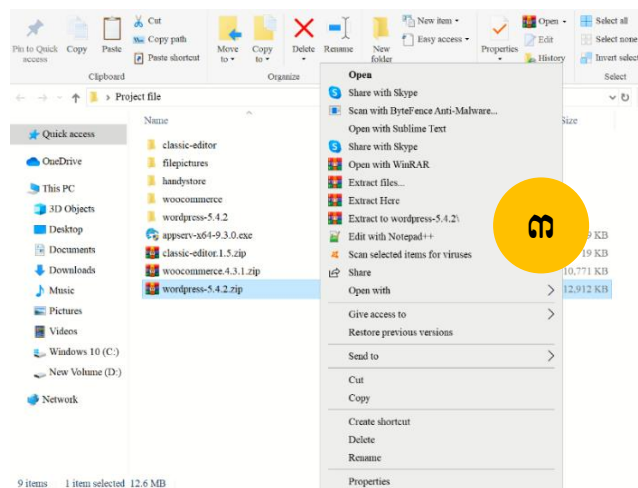 Pin to Quick access
Copy
Paste
Cut
Copy path
Paste shortcut
Clipboard
Move to
Copy to
Delete
Rename
New folder
Organize
New item
Easy access
Properties
Open
Edit
History
Select all
Select none
Invert select
Select
Project file
Name
Size
Quick access
OneDrive
This PC
3D Objects
Desktop
Documents
Downloads
Music
Pictures
Videos
Windows 10 (C:)
New Volume (D:)
Network
classic-editor
filepictures
handystore
woocommerce
wordpress-5.4.2
appserv-x64-9.3.0.exe
classic-editor.1.5.zip
woocommerce.4.3.1.zip
wordpress-5.4.2.zip
Open
Share with Skype
Scan with ByteFence Anti-Malware...
Open with Sublime Text
Share with Skype
Open with WinRAR
Extract files...
Extract Here
Extract to wordpress-5.4.2\
Edit with Notepad++
Scan selected items for viruses
Share
Open with
Give access to
Restore previous versions
Send to
Cut
Copy
Create shortcut
Delete
Rename
Properties
៣
9 KB
19 KB
10,771 KB
12,912 KB
9 items 1 item selected 12.6 MB